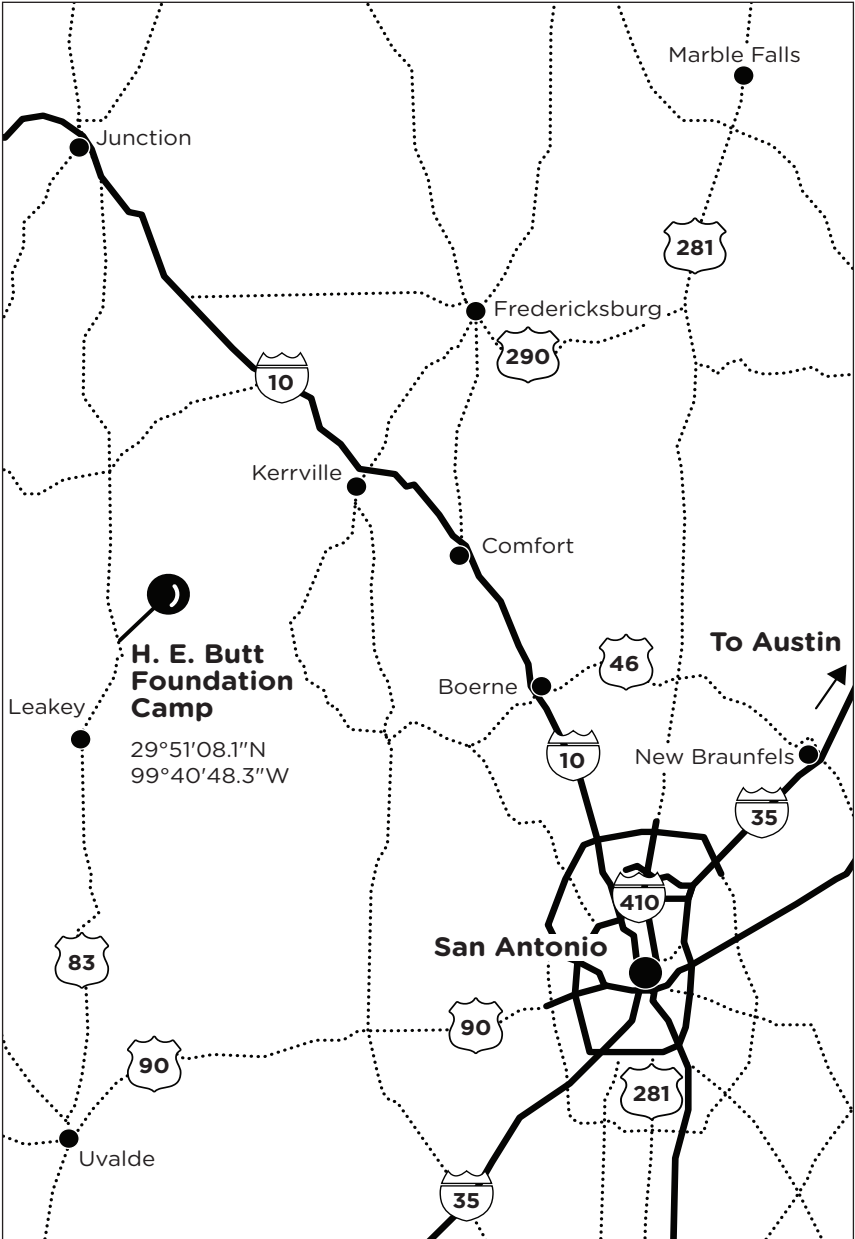 Marble Falls
Junction
281
Fredericksburg
290
10
Kerrville
Comfort
To Austin
46
H. E. Butt
Foundation
Camp
Boerne
Leakey
29°51'08.1"N
99°40'48.3"W
10
New Braunfels
35
410
San Antonio
83
90
90
281
Uvalde
35